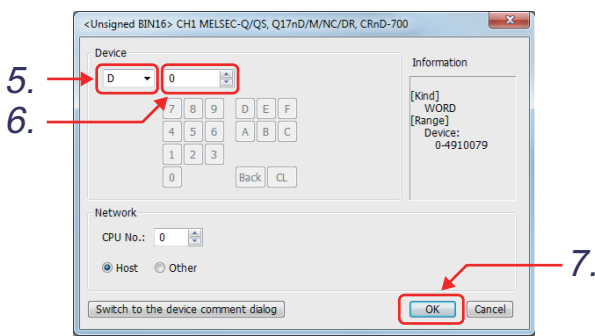 <Unsigned BIN16> CH1 MELSEC-Q/QS, Q17nD/M/NC/DR, CRnD-700
Device
5.
D
0
6.
7 8 9 D E F
4 5 6 A B C
1 2 3
0 Back CL
Information
[Kind]
WORD
[Range]
Device:
0-4910079
Network
CPU No.: 0
Host Other
7.
Switch to the device comment dialog
OK
Cancel